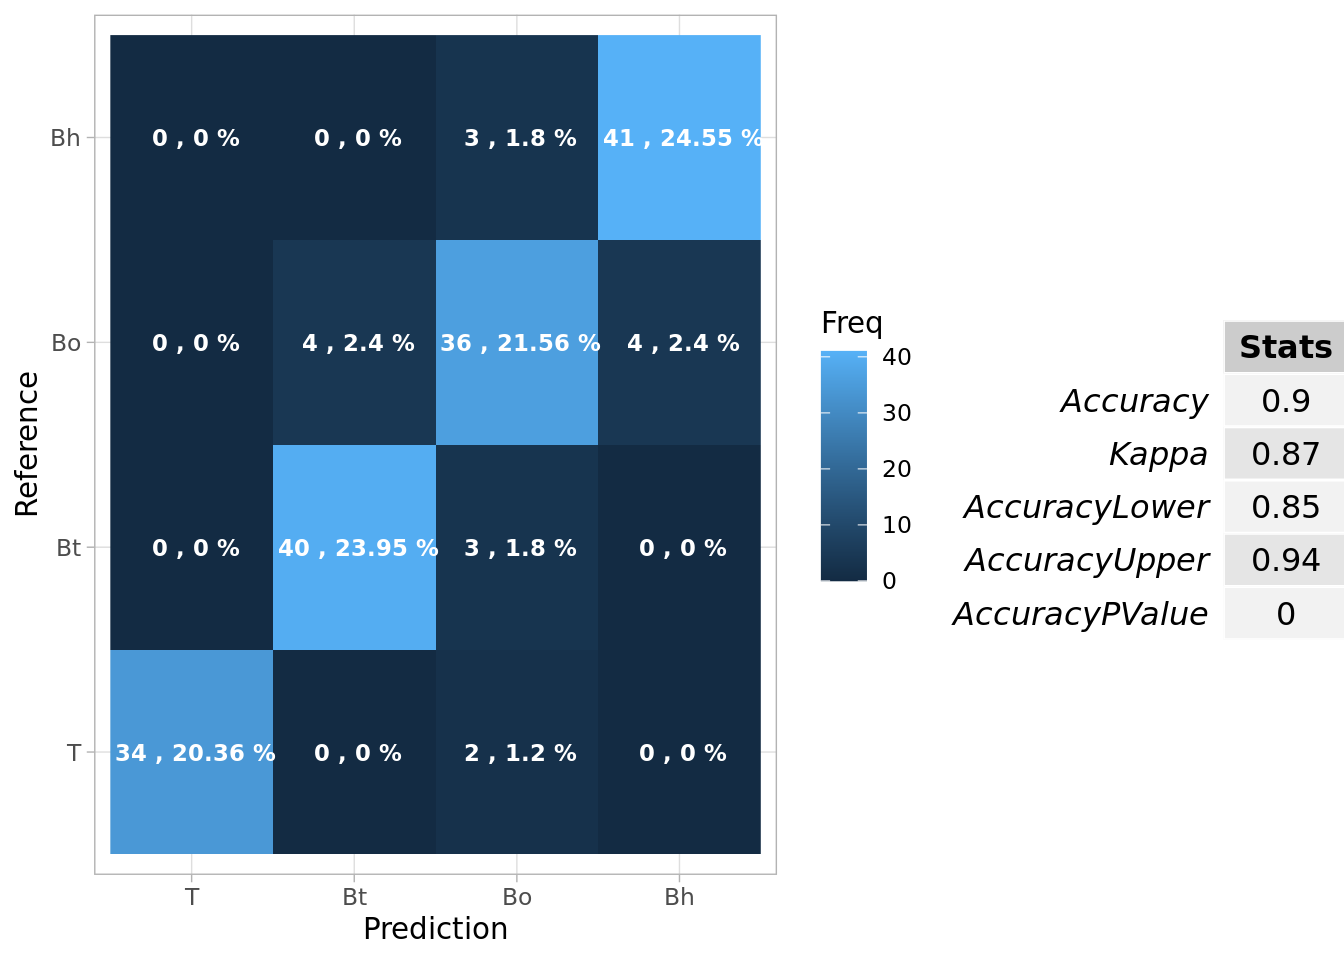 Bh 0 , 0 % 0 , 0 % 3 , 1.8 % 41 , 24.55 %
Bo 0 , 0 % 4 , 2.4 % 36 , 21.56 % 4 , 2.4 %
Bt 0 , 0 % 40 , 23.95 % 3 , 1.8 % 0 , 0 %
T 34 , 20.36 % 0 , 0 % 2 , 1.2 % 0 , 0 %
T Bt Bo Bh
Prediction
Reference
Freq
40
30
20
10
0
Stats
Accuracy 0.9
Kappa 0.87
AccuracyLower 0.85
AccuracyUpper 0.94
AccuracyPValue 0